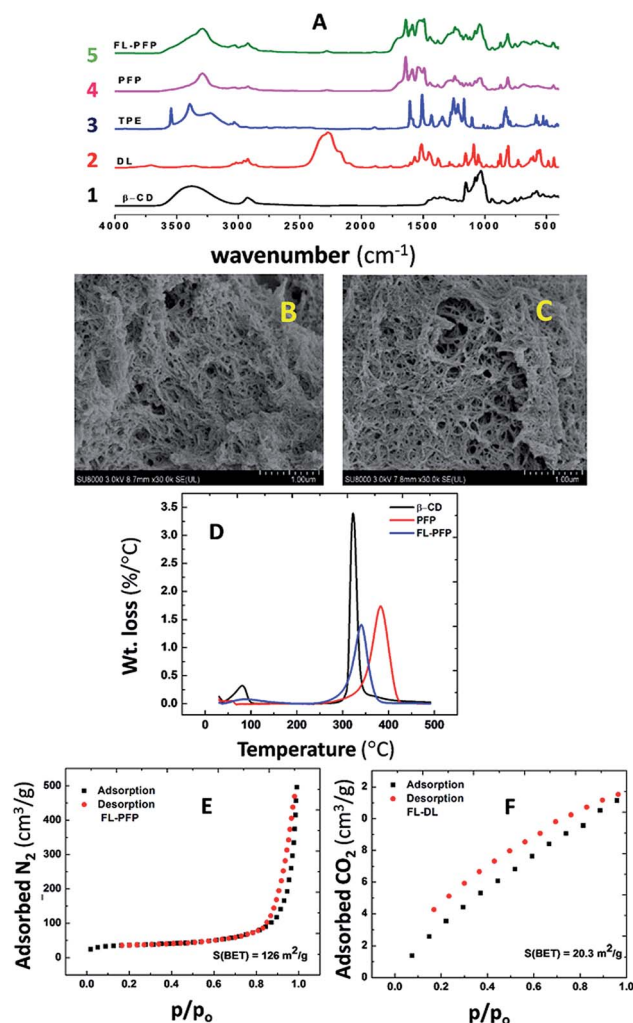 A
5 FL-PFP
4 PFP
3 TPE
2 DL
1 β-CD
4000 3500 3000 2500 2000 1500 1000 500
wavenumber (cm-1)
B
SU8000 3.0kV 8.7mm x30.0k SE(UL) 1.00um
C
SU8000 3.0kV 7.8mm x30.0k SE(UL) 1.00um
D
β-CD
PFP
FL-PFP
3.5
3.0
2.5
2.0
1.5
1.0
0.5
0.0
Wt. loss (%/°C)
0 100 200 300 400 500
Temperature (°C)
E
Adsorption
Desorption
FL-PFP
500
400
300
200
100
0
Adsorbed N2 (cm3/g)
S(BET) = 126 m2/g
0.0 0.2 0.4 0.6 0.8 1.0
p/po
F
Adsorption
Desorption
FL-DL
2
0
8
6
4
2
0
Adsorbed CO2 (cm3/g)
S(BET) = 20.3 m2/g
0.0 0.2 0.4 0.6 0.8 1.0
p/po